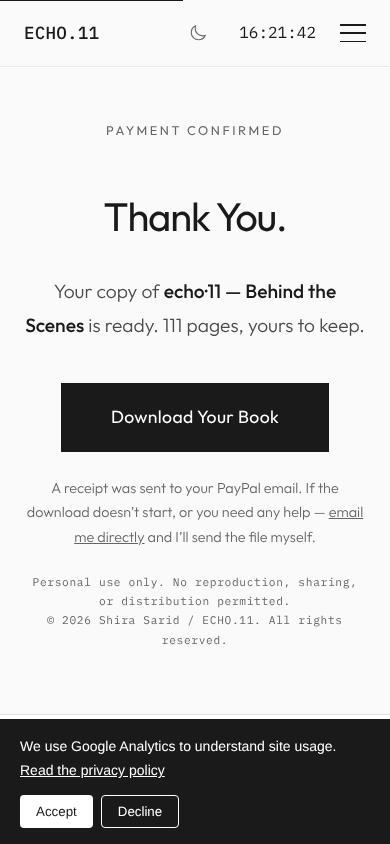 ECHO.11
16:21:42
PAYMENT CONFIRMED
Thank You.
Your copy of echo·11 — Behind the
Scenes is ready. 111 pages, yours to keep.
Download Your Book
A receipt was sent to your PayPal email. If the
download doesn’t start, or you need any help — email
me directly and I’ll send the file myself.
Personal use only. No reproduction, sharing,
or distribution permitted.
© 2026 Shira Sarid / ECHO.11. All rights
reserved.
We use Google Analytics to understand site usage.
Read the privacy policy
Accept
Decline